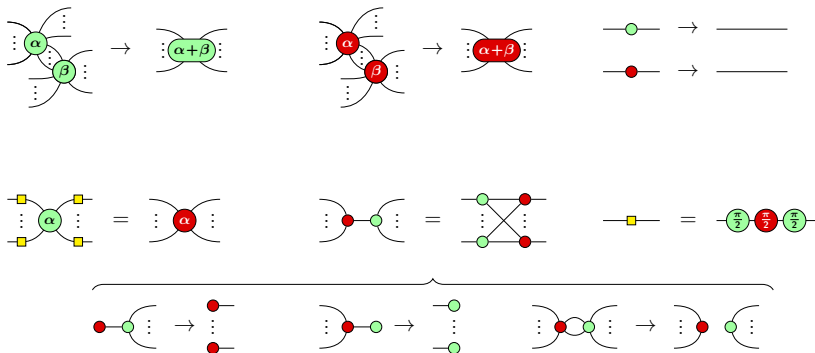 α → α+β α → α+β →
β β →
α = α = = π/2 π/2 π/2
→ → →